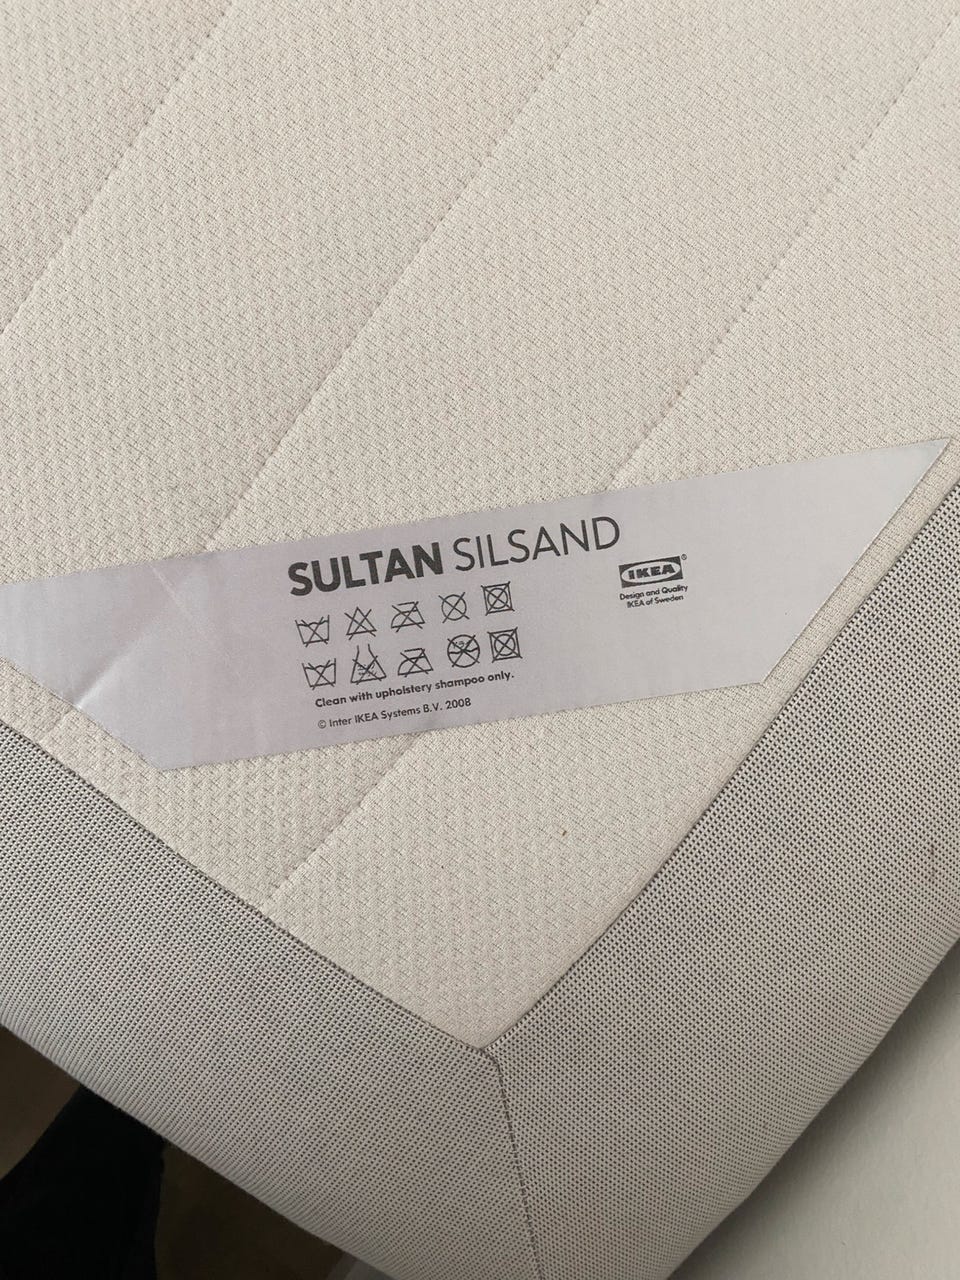 SULTAN SILSAND
IKEA®
Design and Quality
IKEA of Sweden
Clean with upholstery shampoo only.
© Inter IKEA Systems B.V. 2008